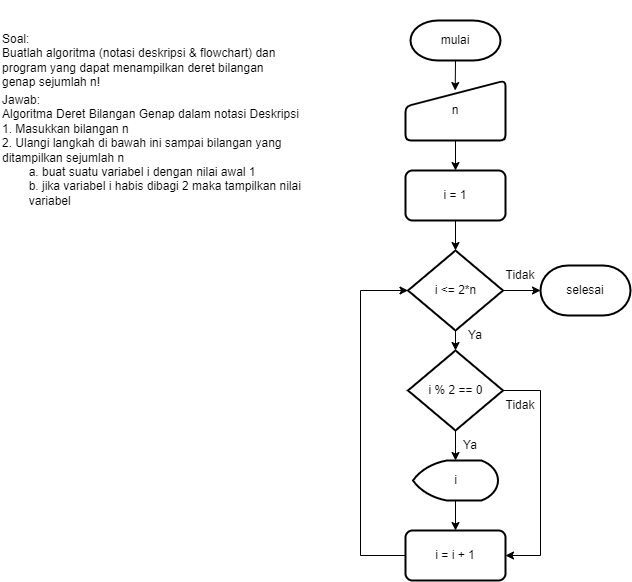 Soal:
Buatlah algoritma (notasi deskripsi & flowchart) dan
program yang dapat menampilkan deret bilangan
genap sejumlah n!
Jawab:
Algoritma Deret Bilangan Genap dalam notasi Deskripsi
1. Masukkan bilangan n
2. Ulangi langkah di bawah ini sampai bilangan yang
ditampilkan sejumlah n
a. buat suatu variabel i dengan nilai awal 1
b. jika variabel i habis dibagi 2 maka tampilkan nilai
variabel
mulai
n
i = 1
i <= 2*n
Tidak
selesai
Ya
i % 2 == 0
Tidak
Ya
i
i = i + 1